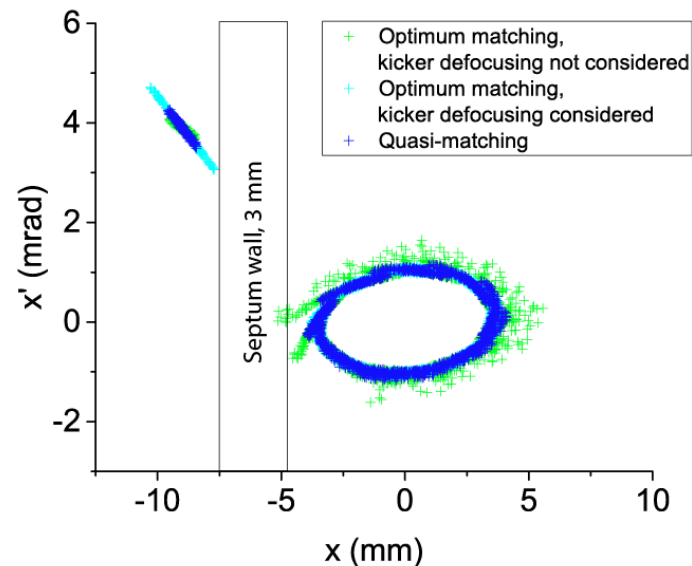 6
4
2
0
-2
x' (mrad)
Septum wall, 3 mm
Optimum matching,
kicker defocusing not considered
Optimum matching,
kicker defocusing considered
Quasi-matching
-10 -5 0 5 10
x (mm)